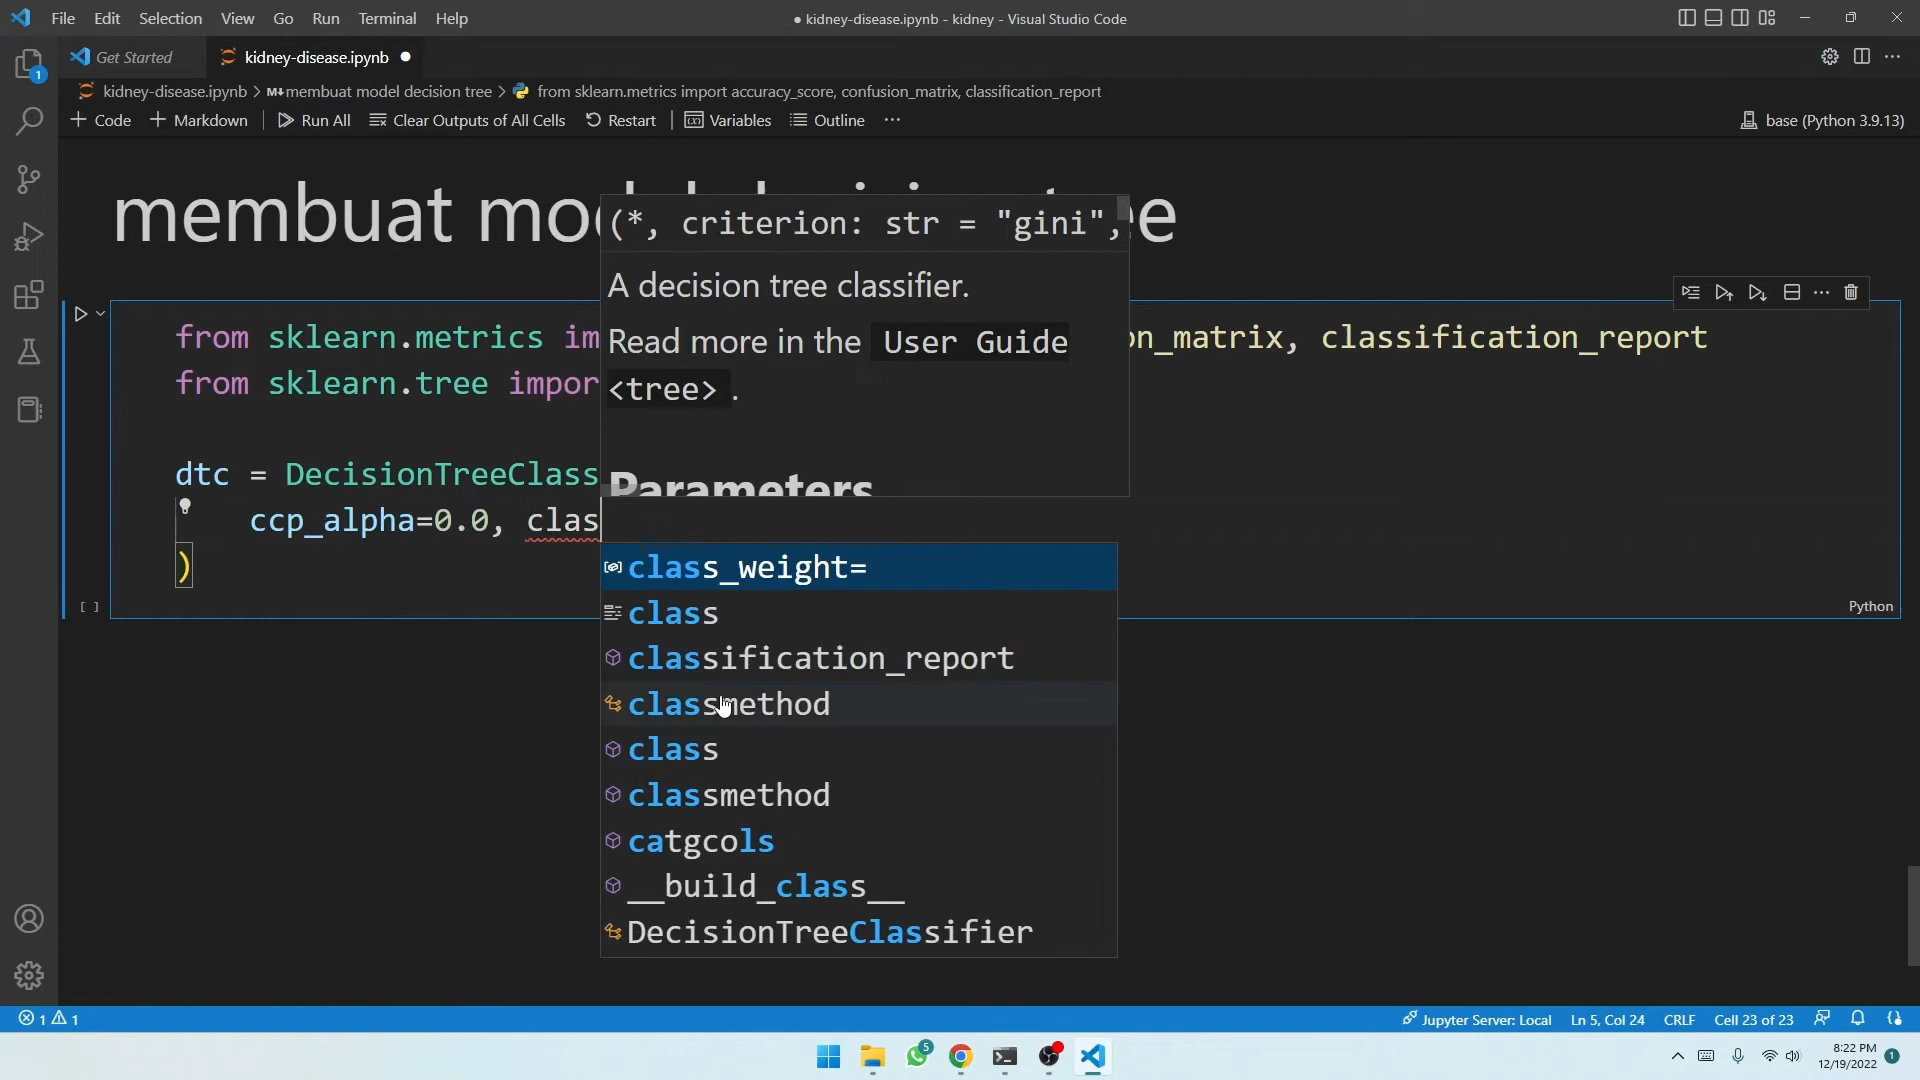 File Edit Selection View Go Run Terminal Help
● kidney-disease.ipynb - kidney - Visual Studio Code
Get Started
kidney-disease.ipynb ●
kidney-disease.ipynb > M↓membuat model decision tree > from sklearn.metrics import accuracy_score, confusion_matrix, classification_report
+ Code + Markdown Run All Clear Outputs of All Cells Restart Variables Outline ···
base (Python 3.9.13)
1
membuat mo
ee
(*, criterion: str = "gini",
A decision tree classifier.
Read more in the User Guide
<tree> .
Parameters
from sklearn.metrics im
on_matrix, classification_report
from sklearn.tree impor
dtc = DecisionTreeClass
ccp_alpha=0.0, clas
)
[ ]
Python
class_weight=
class
classification_report
classmethod
class
classmethod
catgcols
__build_class__
DecisionTreeClassifier
1 1
Jupyter Server: Local Ln 5, Col 24 CRLF Cell 23 of 23
5
8:22 PM
12/19/2022
1